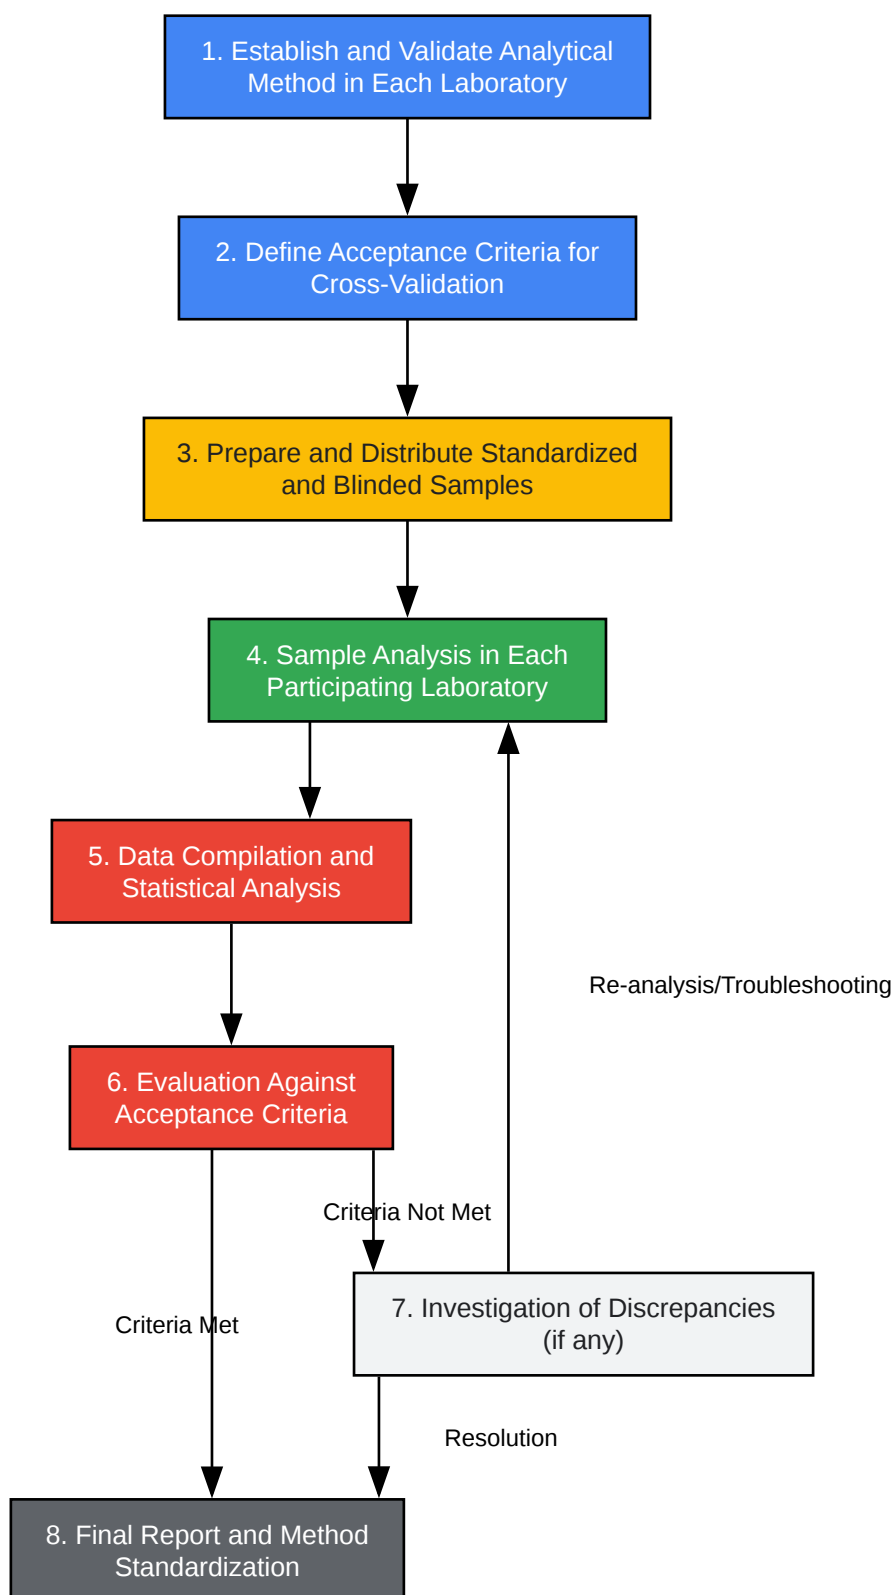 1. Establish and Validate Analytical
Method in Each Laboratory
2. Define Acceptance Criteria for
Cross-Validation
3. Prepare and Distribute Standardized
and Blinded Samples
4. Sample Analysis in Each
Participating Laboratory
5. Data Compilation and
Statistical Analysis
Re-analysis/Troubleshooting
6. Evaluation Against
Acceptance Criteria
Criteria Not Met
Criteria Met
7. Investigation of Discrepancies
(if any)
Resolution
8. Final Report and Method
Standardization